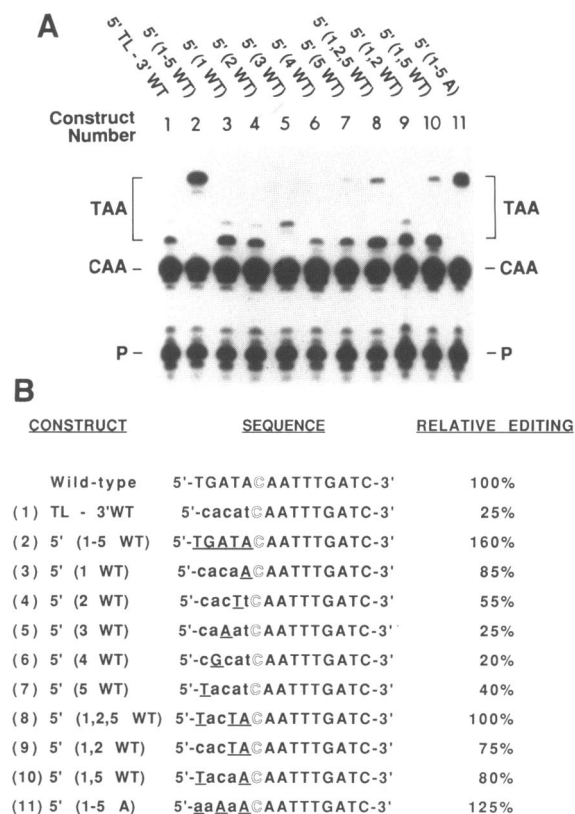 A
5' TL - 3' WT
5' (1-5 WT)
5' (1 WT)
5' (2 WT)
5' (3 WT)
5' (4 WT)
5' (5 WT)
5' (1,2,5 WT)
5' (1,2 WT)
5' (1,5 WT)
5' (1-5 A)
Construct Number 1 2 3 4 5 6 7 8 9 10 11
TAA TAA
CAA CAA
P P
B
CONSTRUCT SEQUENCE RELATIVE EDITING
Wild-type 5'-TGATACAATTTGATC-3' 100%
(1) TL - 3'WT 5'-cacatCAATTTGATC-3' 25%
(2) 5' (1-5 WT) 5'-TGATACAATTTGATC-3' 160%
(3) 5' (1 WT) 5'-cacaACAATTTGATC-3' 85%
(4) 5' (2 WT) 5'-cacTtCAATTTGATC-3' 55%
(5) 5' (3 WT) 5'-caAatCAATTTGATC-3' 25%
(6) 5' (4 WT) 5'-cGcatCAATTTGATC-3' 20%
(7) 5' (5 WT) 5'-TacatCAATTTGATC-3' 40%
(8) 5' (1,2,5 WT) 5'-TacTACAATTTGATC-3' 100%
(9) 5' (1,2 WT) 5'-cacTACAATTTGATC-3' 75%
(10) 5' (1,5 WT) 5'-TacaACAATTTGATC-3' 80%
(11) 5' (1-5 A) 5'-aaAaACAATTTGATC-3' 125%